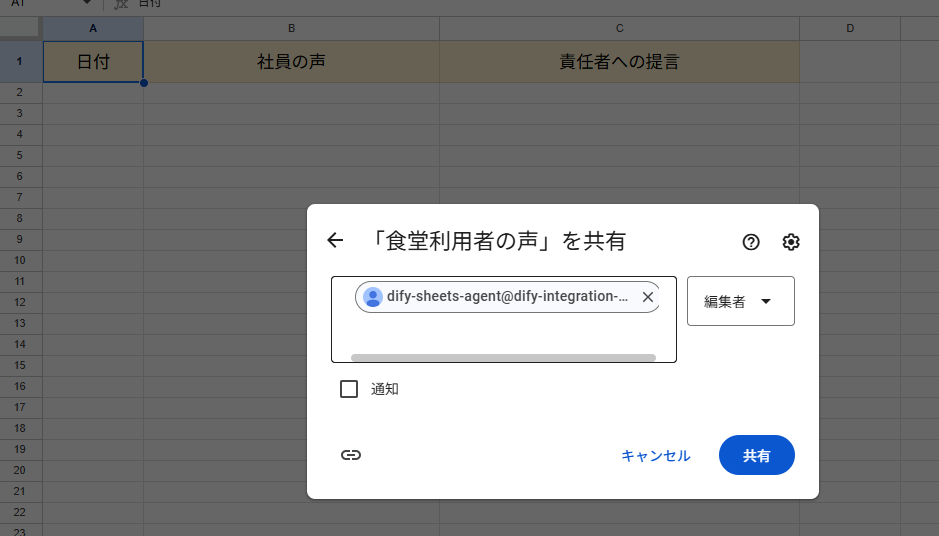 A1 日付
A B C D
1 日付 社員の声 責任者への提言
2
3
4
5
6
7
8
9
10
11
12
13
14
15
16
17
18
19
20
21
22
23
「食堂利用者の声」を共有
dify-sheets-agent@dify-integration-...
編集者
通知
キャンセル 共有